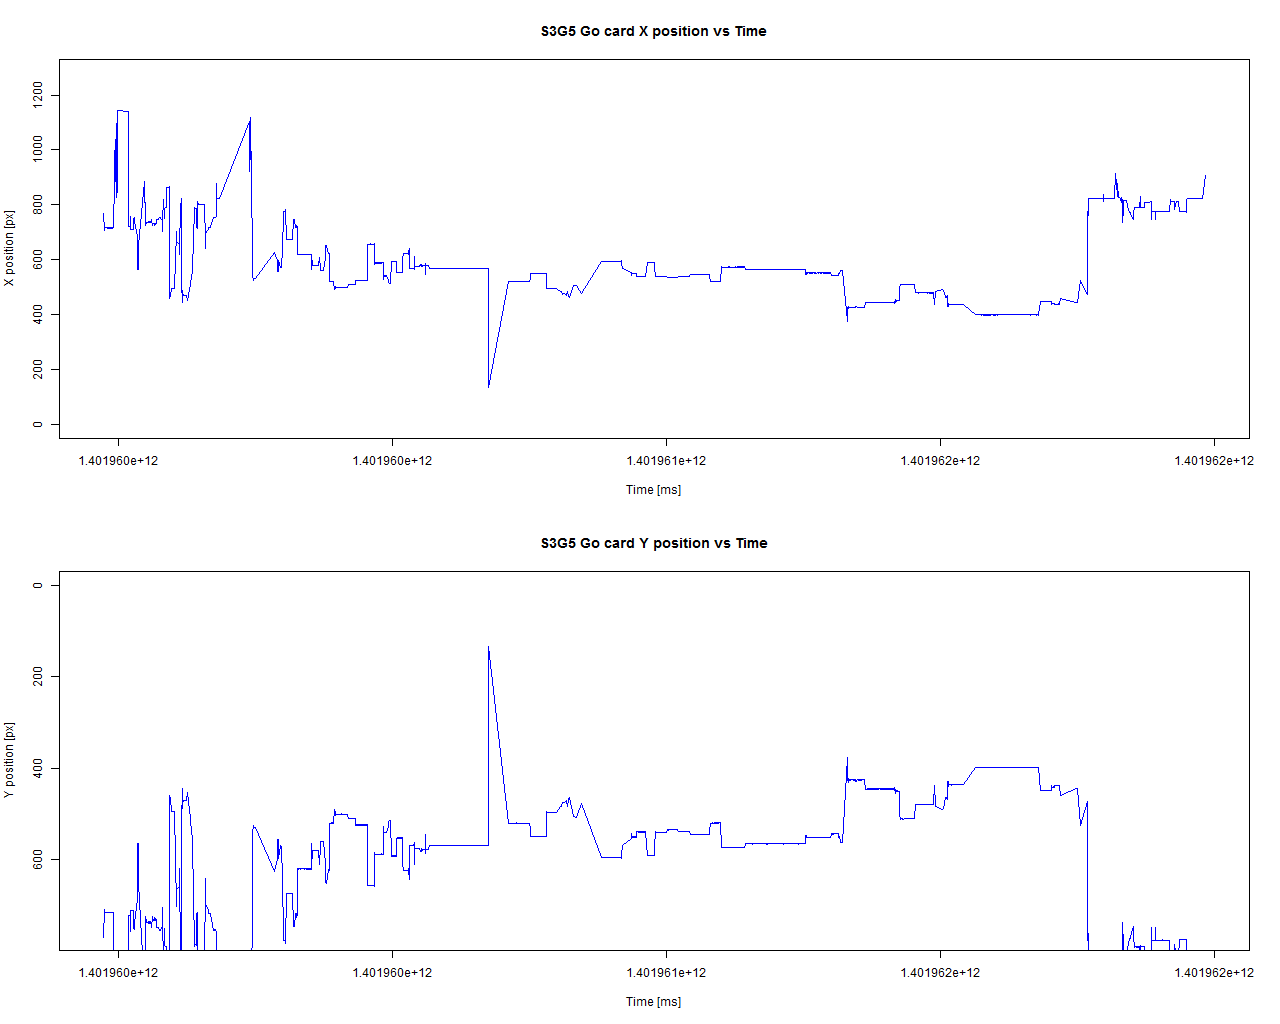 S3G5 Go card X position vs Time
X position [px]
1200
1000
800
600
400
200
0
1.401960e+12 1.401960e+12 1.401961e+12 1.401962e+12 1.401962e+12
Time [ms]
S3G5 Go card Y position vs Time
Y position [px]
0
200
400
600
1.401960e+12 1.401960e+12 1.401961e+12 1.401962e+12 1.401962e+12
Time [ms]